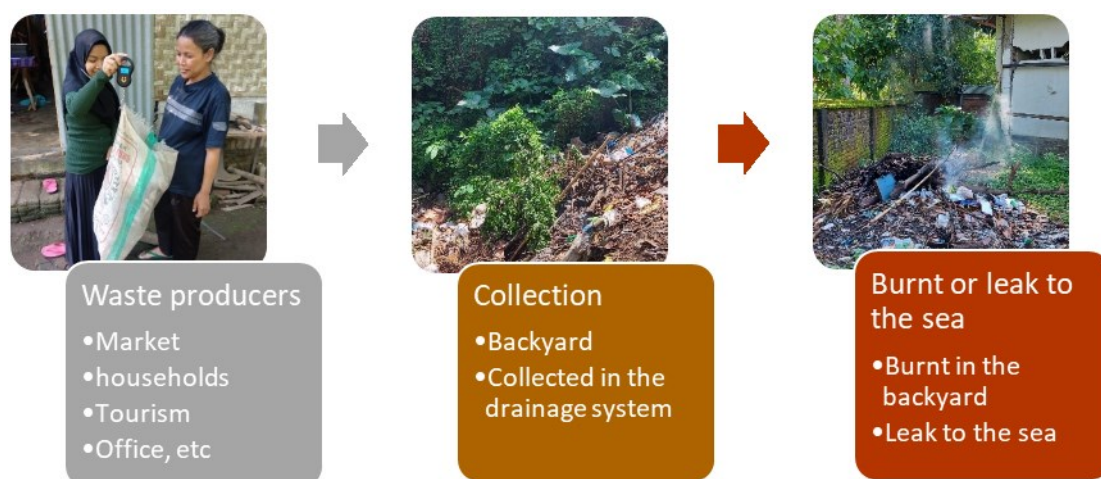 Waste producers
•Market
•households
•Tourism
•Office, etc
Collection
•Backyard
•Collected in the
drainage system
Burnt or leak to
the sea
•Burnt in the
backyard
•Leak to the sea